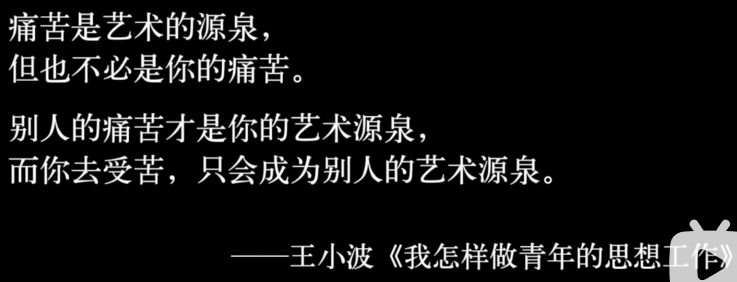 痛苦是艺术的源泉，
但也不必是你的痛苦。
别人的痛苦才是你的艺术源泉，
而你去受苦，只会成为别人的艺术源泉。
——王小波《我怎样做青年的思想工作》